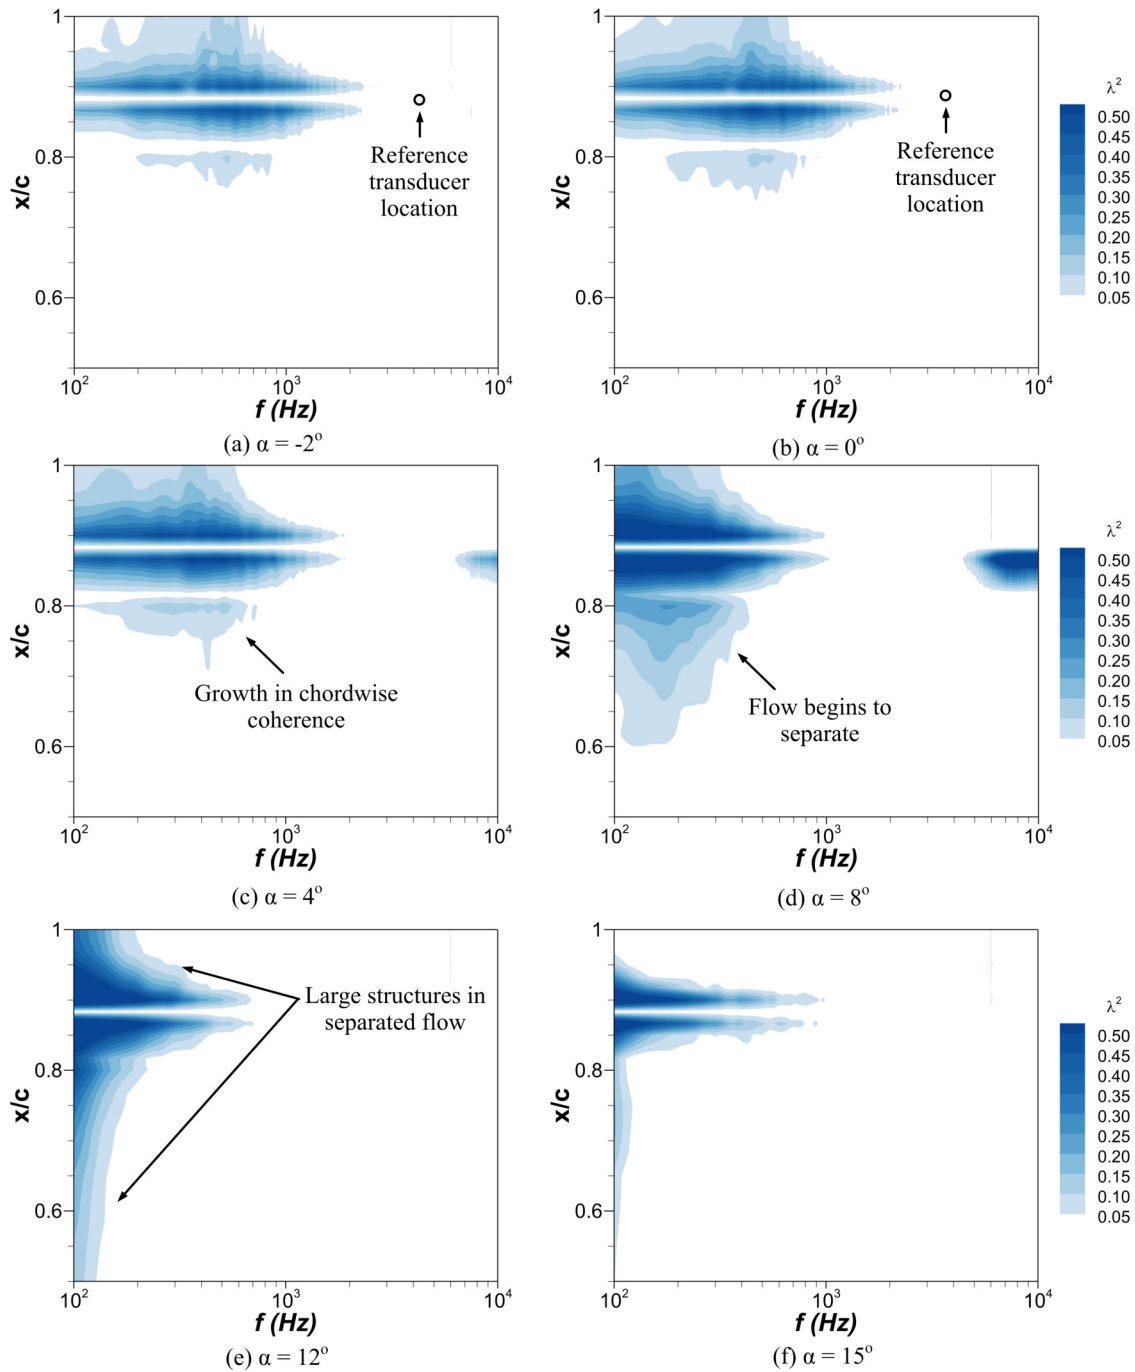 1
0.8
0.6
x/c
10²
10³
10⁴
f (Hz)
Reference
transducer
location
(a) α = -2°
1
0.8
0.6
x/c
10²
10³
10⁴
f (Hz)
Reference
transducer
location
(b) α = 0°
λ²
0.50
0.45
0.40
0.35
0.30
0.25
0.20
0.15
0.10
0.05
1
0.8
0.6
x/c
10²
10³
10⁴
f (Hz)
Growth in chordwise
coherence
(c) α = 4°
1
0.8
0.6
x/c
10²
10³
10⁴
f (Hz)
Flow begins to
separate
(d) α = 8°
λ²
0.50
0.45
0.40
0.35
0.30
0.25
0.20
0.15
0.10
0.05
1
0.8
0.6
x/c
10²
10³
10⁴
f (Hz)
Large structures in
separated flow
(e) α = 12°
1
0.8
0.6
x/c
10²
10³
10⁴
f (Hz)
(f) α = 15°
λ²
0.50
0.45
0.40
0.35
0.30
0.25
0.20
0.15
0.10
0.05